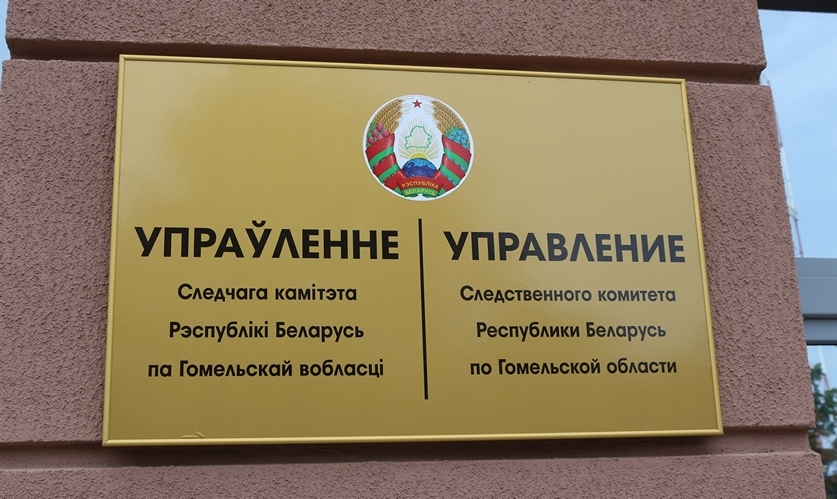 РЭСПУБЛІКА
БЕЛАРУСЬ
УПРАЎЛЕННЕ
Следчага камітэта
Рэспублікі Беларусь
па Гомельскай вобласці
УПРАВЛЕНИЕ
Следственного комитета
Республики Беларусь
по Гомельской области